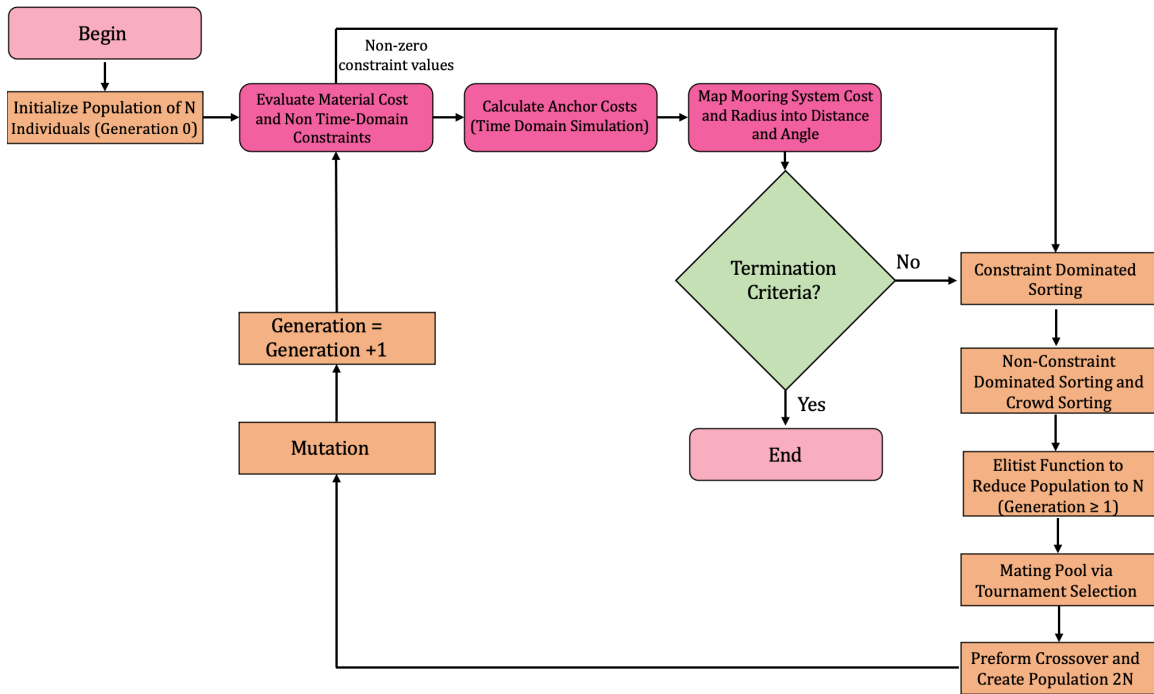 Begin
Non-zero
constraint values
Initialize Population of N
Individuals (Generation 0)
Evaluate Material Cost
and Non Time-Domain
Constraints
Calculate Anchor Costs
(Time Domain Simulation)
Map Mooring System Cost
and Radius into Distance
and Angle
Termination
Criteria?
No
Yes
End
Constraint Dominated
Sorting
Non-Constraint
Dominated Sorting and
Crowd Sorting
Elitist Function to
Reduce Population to N
(Generation ≥ 1)
Mating Pool via
Tournament Selection
Preform Crossover and
Create Population 2N
Mutation
Generation =
Generation +1